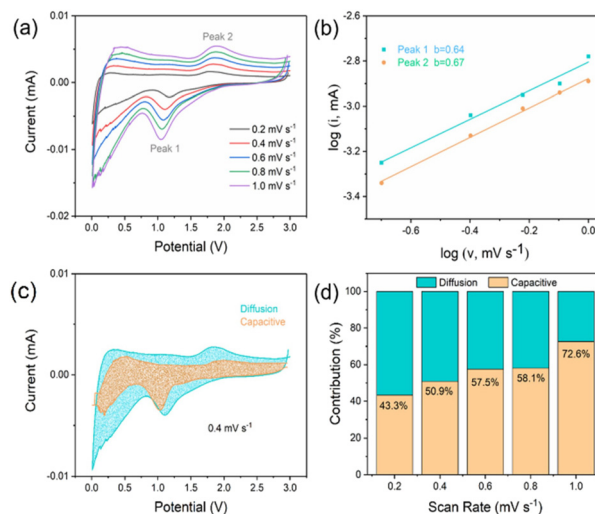 (a)
0.01
0.00
-0.01
-0.02
Current (mA)
Peak 2
Peak 1
0.2 mV s⁻¹
0.4 mV s⁻¹
0.6 mV s⁻¹
0.8 mV s⁻¹
1.0 mV s⁻¹
0.0 0.5 1.0 1.5 2.0 2.5 3.0
Potential (V)
(b)
-2.6
-2.8
-3.0
-3.2
-3.4
log (i, mA)
Peak 1 b=0.64
Peak 2 b=0.67
-0.6 -0.4 -0.2 0.0
log (v, mV s⁻¹)
(c)
0.01
0.00
-0.01
Current (mA)
Diffusion
Capacitive
0.4 mV s⁻¹
0.0 0.5 1.0 1.5 2.0 2.5 3.0
Potential (V)
(d)
Diffusion Capacitive
100
80
60
40
20
0
Contribution (%)
43.3%
50.9%
57.5%
58.1%
72.6%
0.2 0.4 0.6 0.8 1.0
Scan Rate (mV s⁻¹)